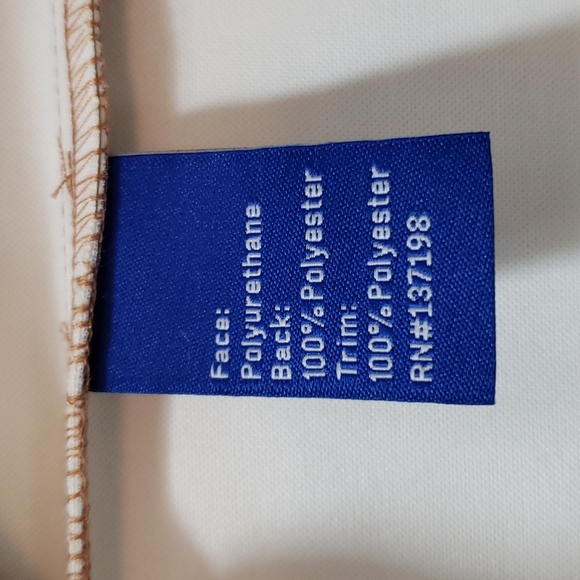 Face:
Polyurethane
Back:
100% Polyester
Trim:
100% Polyester
RN#137198